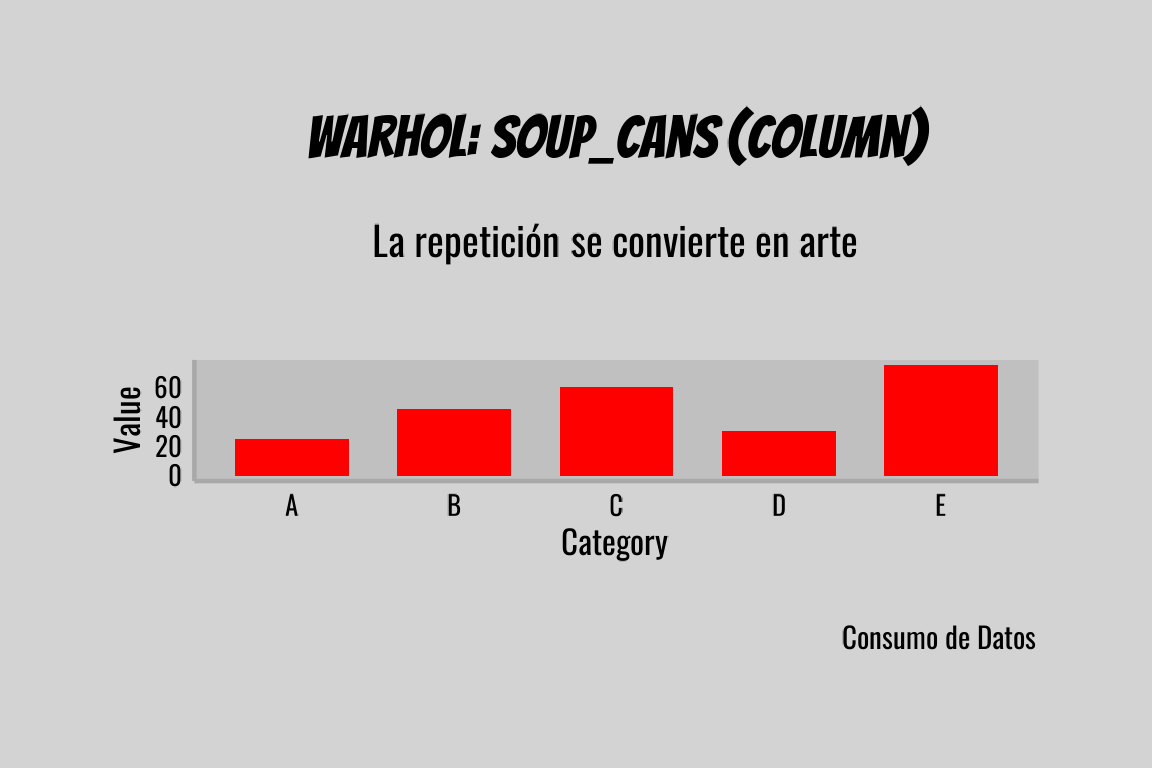 WARHOL: SOUP_CANS (COLUMN)
La repetición se convierte en arte
Value
60
40
20
0
A B C D E
Category
Consumo de Datos